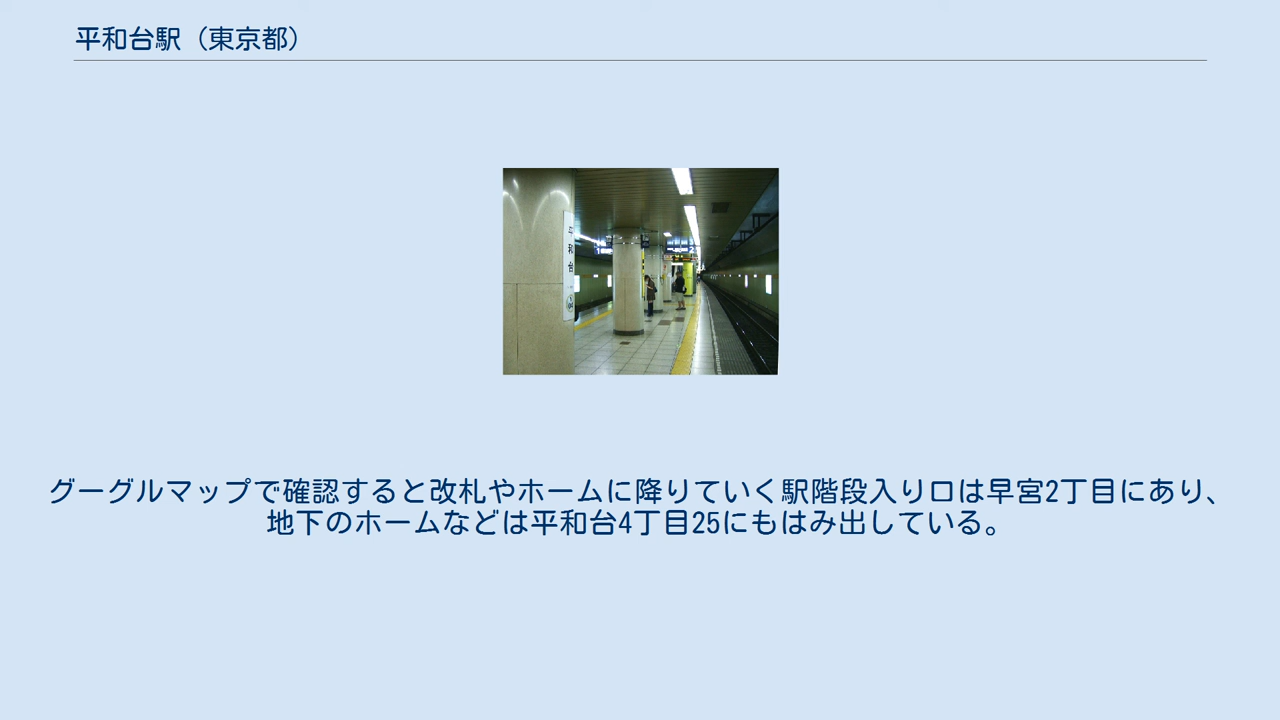 平和台駅（東京都）
平和台
グーグルマップで確認すると改札やホームに降りていく駅階段入り口は早宮2丁目にあり、
地下のホームなどは平和台4丁目25にもはみ出している。